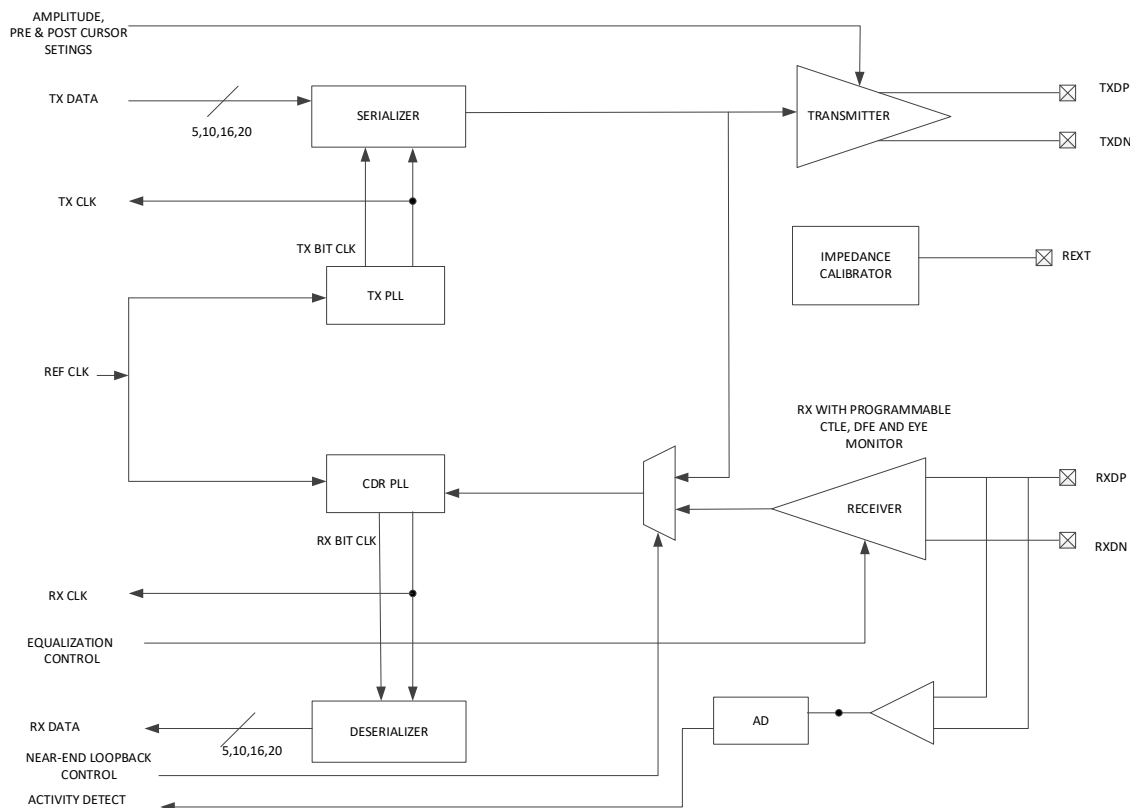 AMPLITUDE,
PRE & POST CURSOR
SETINGS
TX DATA
5,10,16,20
SERIALIZER
TRANSMITTER
TXDP
TXDN
TX CLK
TX BIT CLK
TX PLL
IMPEDANCE
CALIBRATOR
REXT
REF CLK
RX WITH PROGRAMMABLE
CTLE, DFE AND EYE
MONITOR
CDR PLL
RECEIVER
RXDP
RXDN
RX BIT CLK
RX CLK
EQUALIZATION
CONTROL
RX DATA
5,10,16,20
DESERIALIZER
AD
NEAR-END LOOPBACK
CONTROL
ACTIVITY DETECT